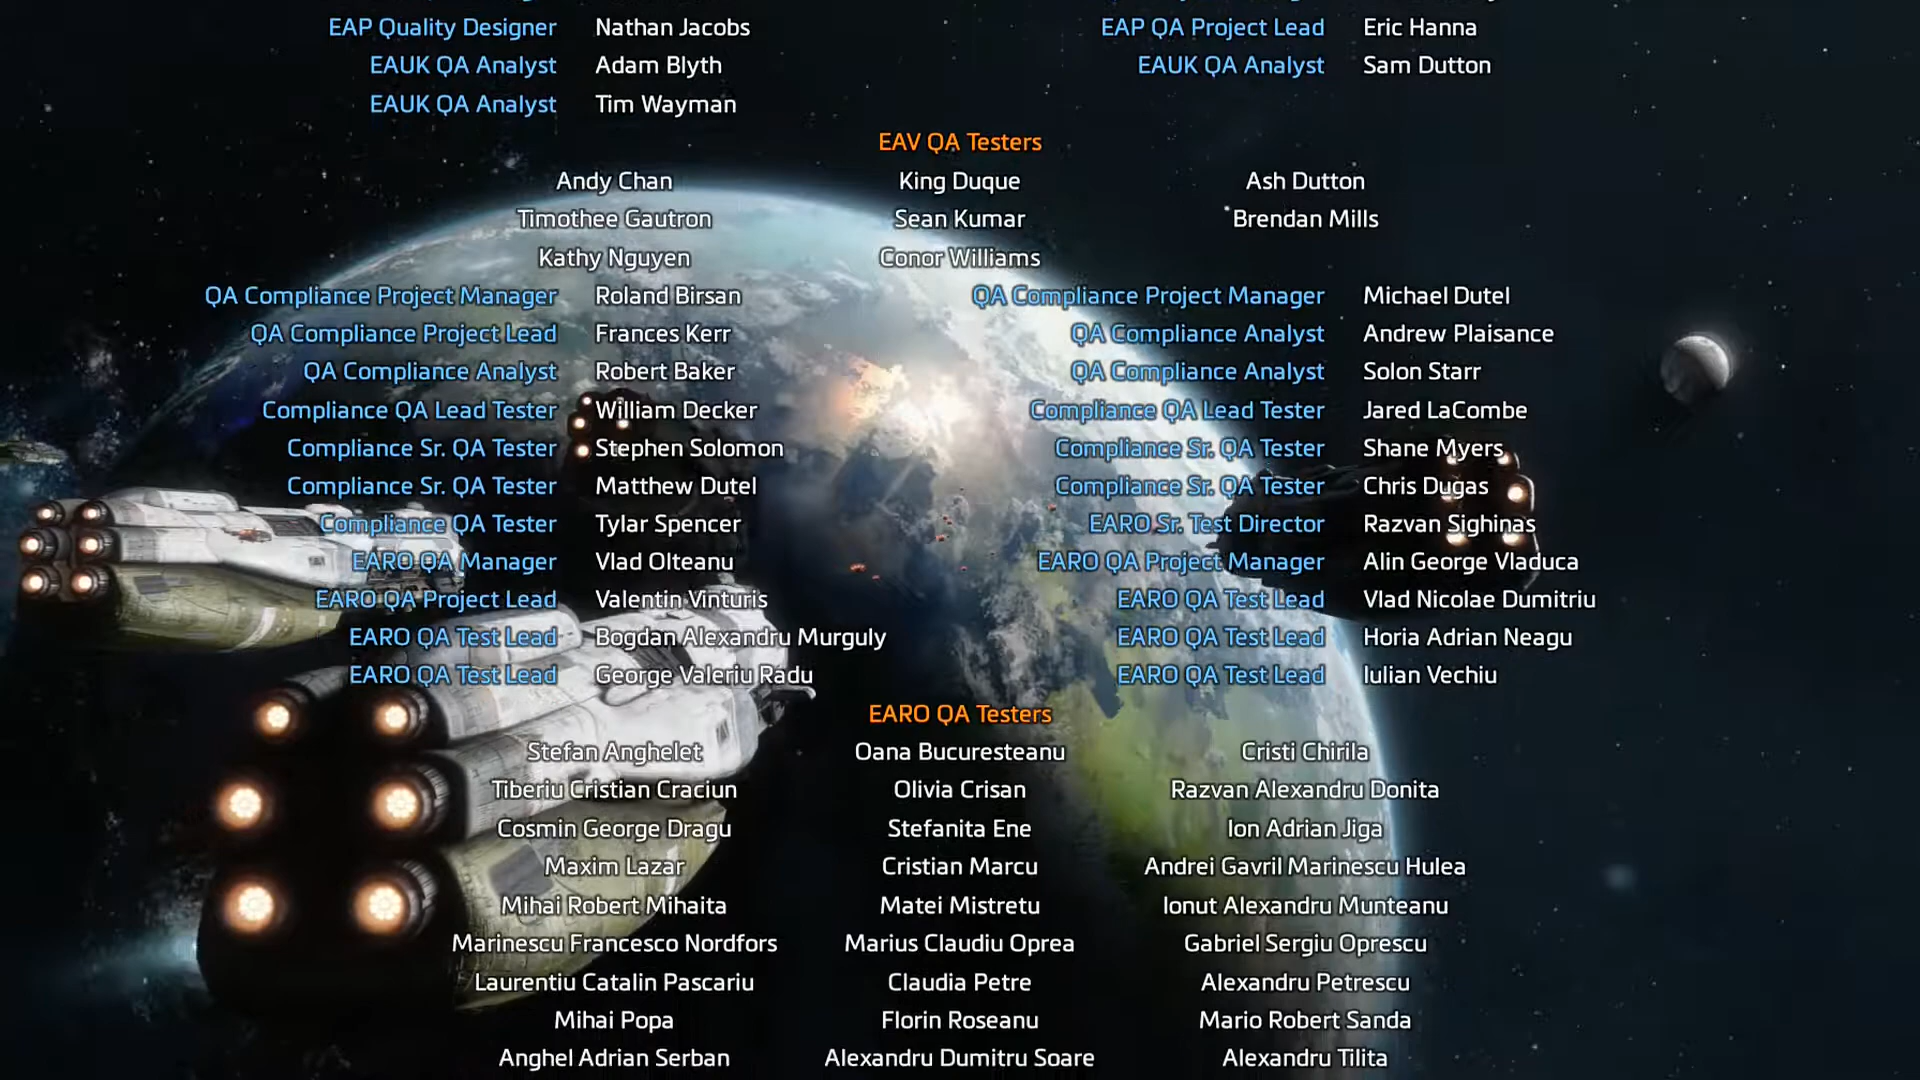 EAP Quality Designer Nathan Jacobs EAP QA Project Lead Eric Hanna
EAUK QA Analyst Adam Blyth EAUK QA Analyst Sam Dutton
EAUK QA Analyst Tim Wayman
EAV QA Testers
Andy Chan King Duque Ash Dutton
Timothee Gautron Sean Kumar Brendan Mills
Kathy Nguyen Conor Williams
QA Compliance Project Manager Roland Birsan QA Compliance Project Manager Michael Dutel
QA Compliance Project Lead Frances Kerr QA Compliance Analyst Andrew Plaisance
QA Compliance Analyst Robert Baker QA Compliance Analyst Solon Starr
Compliance QA Lead Tester William Decker Compliance QA Lead Tester Jared LaCombe
Compliance Sr. QA Tester Stephen Solomon Compliance Sr. QA Tester Shane Myers
Compliance Sr. QA Tester Matthew Dutel Compliance Sr. QA Tester Chris Dugas
Compliance QA Tester Tylar Spencer EARO Sr. Test Director Razvan Sighinas
EARO QA Manager Vlad Olteanu EARO QA Project Manager Alin George Vladuca
EARO QA Project Lead Valentin Vinturis EARO QA Test Lead Vlad Nicolae Dumitriu
EARO QA Test Lead Bogdan Alexandru Murguly EARO QA Test Lead Horia Adrian Neagu
EARO QA Test Lead George Valeriu Radu EARO QA Test Lead Iulian Vechiu
EARO QA Testers
Stefan Anghelet Oana Bucuresteanu Cristi Chirila
Tiberiu Cristian Craciun Olivia Crisan Razvan Alexandru Donita
Cosmin George Dragu Stefanita Ene Ion Adrian Jiga
Maxim Lazar Cristian Marcu Andrei Gavril Marinescu Hulea
Mihai Robert Mihaita Matei Mistretu Ionut Alexandru Munteanu
Marinescu Francesco Nordfors Marius Claudiu Oprea Gabriel Sergiu Oprescu
Laurentiu Catalin Pascariu Claudia Petre Alexandru Petrescu
Mihai Popa Florin Roseanu Mario Robert Sanda
Anghel Adrian Serban Alexandru Dumitru Soare Alexandru Tilita